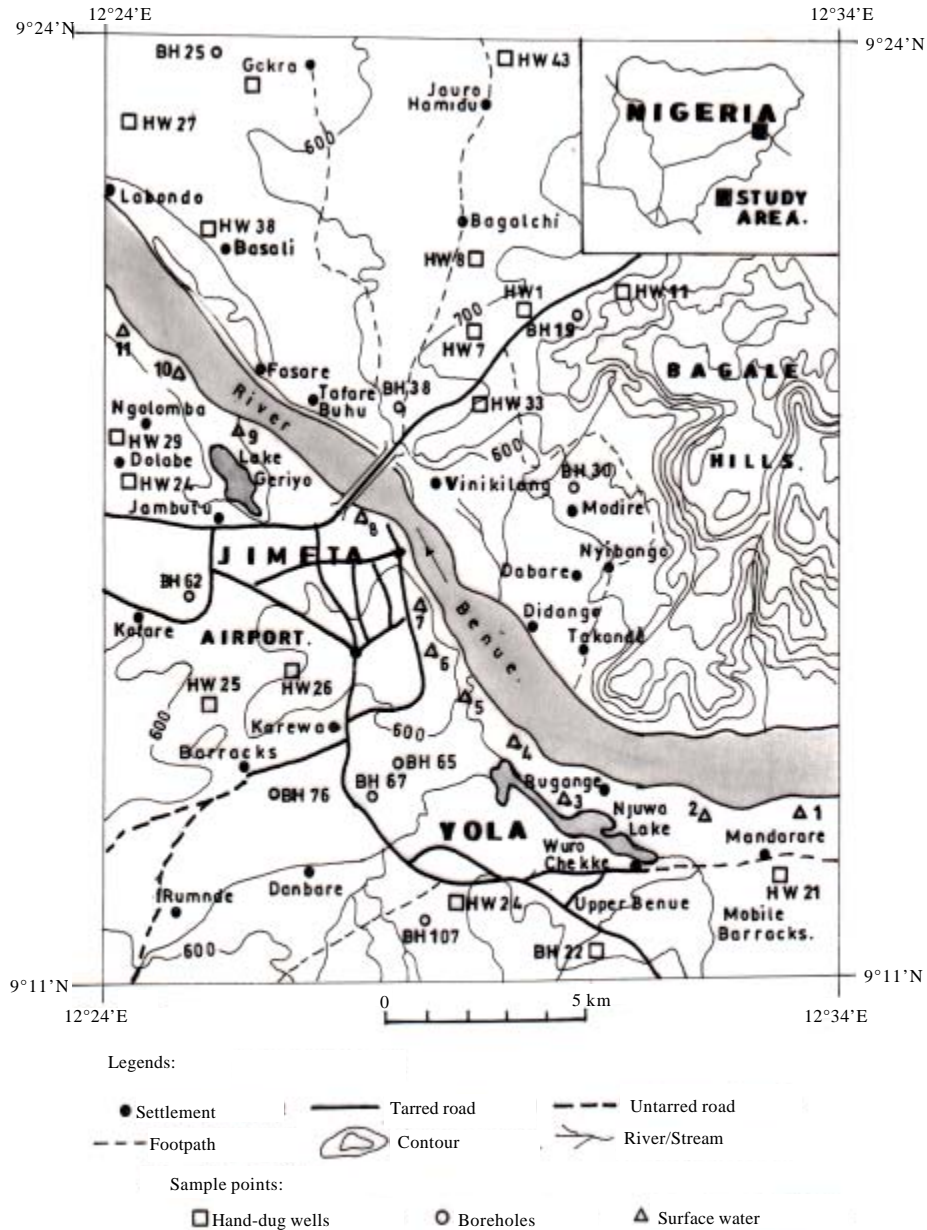 12°24’E
12°34’E
9°24’N
9°24’N
BH 25
Gokra
HW 43
Jauro
Hamidu
NIGERIA
STUDY
AREA.
HW 27
600
Labondo
HW 38
Basali
Bagalchi
HW 8
HW1
HW 11
700
BH 19
HW 7
11
10
Fosare
River
Tafare
Buhu
BH 38
HW 33
BAGALE
HILLS.
Ngolomba
HW 29
Dolabe
HW 24
9
Lake
Geriyo
600
BH 30
Vinikilang
Modire
Jambutu
8
JIMETA
Nyibango
Dabare
BH 62
Kofare
7
Benue.
Didango
Takande
AIRPORT.
6
HW 25
HW 26
5
600
Karewa
600
4
Barracks
BH 65
BH 67
BH 76
Bugange
3
Njuwa
Lake
2
1
YOLA
Mandarare
Wuro
Chekke
HW 21
Rumnde
Danbare
HW 24
Upper Benue
Mobile
Barracks.
BH 107
600
BH 22
9°11’N
9°11’N
12°24’E
0
5 km
12°34’E
Legends:
Settlement
Tarred road
Untarred road
Footpath
Contour
River/Stream
Sample points:
Hand-dug wells
Boreholes
Surface water